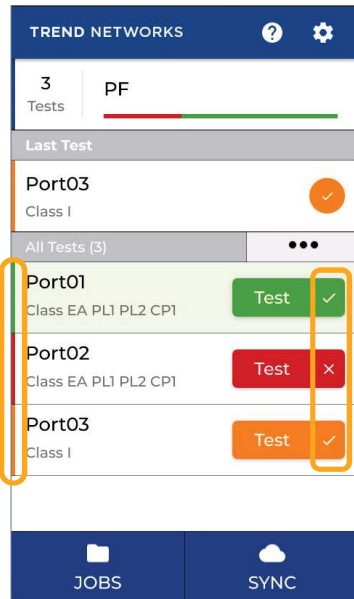 TREND NETWORKS
3
Tests
PF
Last Test
Port03
Class I
All Tests (3)
Port01
Class EA PL1 PL2 CP1
Test
Port02
Class EA PL1 PL2 CP1
Test
Port03
Class I
Test
JOBS
SYNC